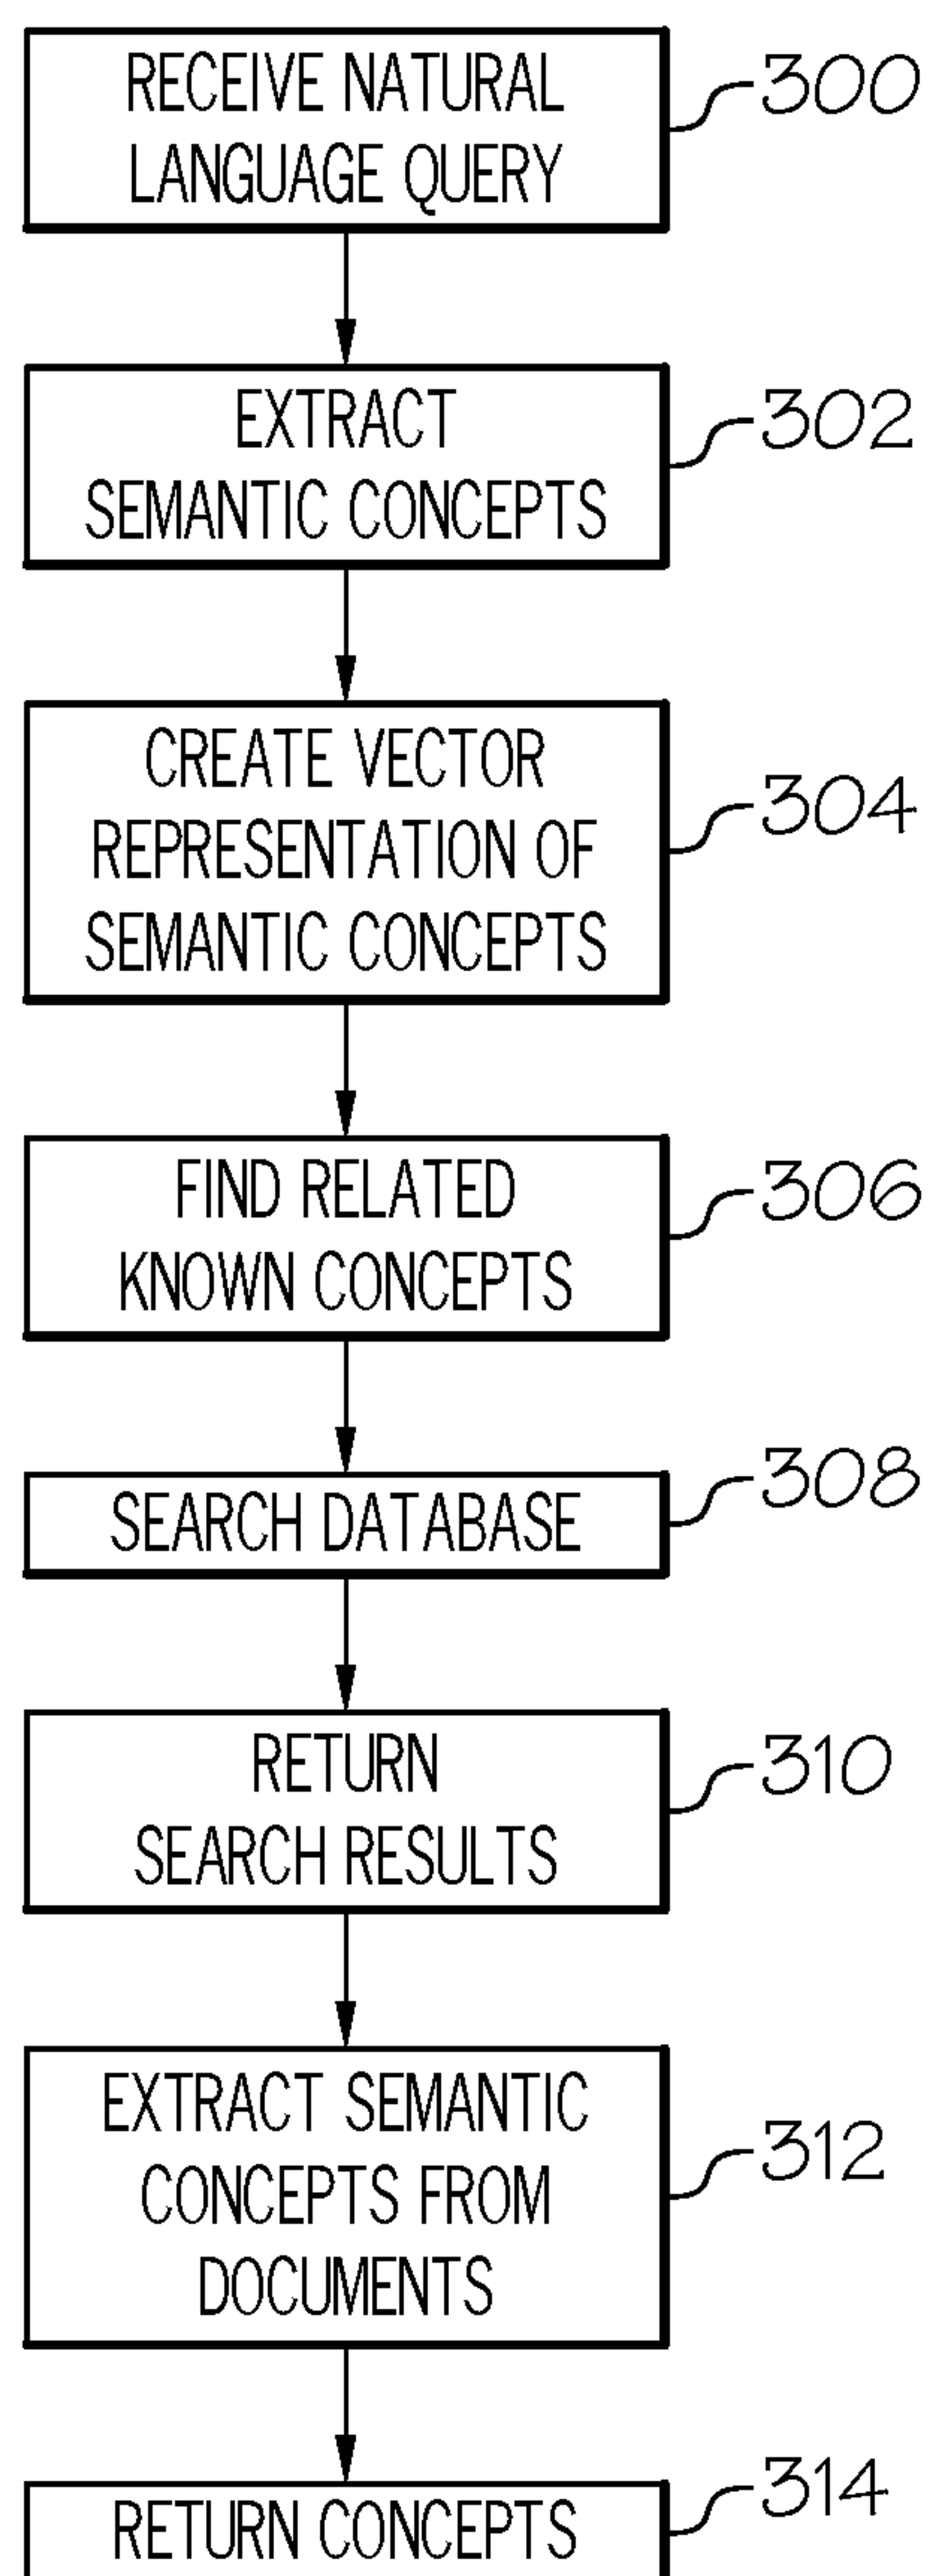 RECEIVE NATURAL
LANGUAGE QUERY
300
EXTRACT
SEMANTIC CONCEPTS
302
CREATE VECTOR
REPRESENTATION OF
SEMANTIC CONCEPTS
304
FIND RELATED
KNOWN CONCEPTS
306
SEARCH DATABASE
308
RETURN
SEARCH RESULTS
310
EXTRACT SEMANTIC
CONCEPTS FROM
DOCUMENTS
312
RETURN CONCEPTS
314